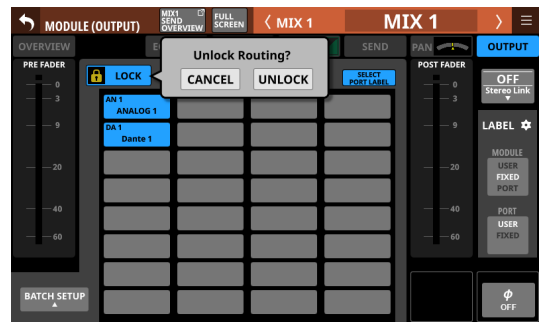 MODULE (OUTPUT)
MIX1
SEND
OVERVIEW
FULL
SCREEN
MIX 1
MIX 1
OVERVIEW
E
SEND
PAN
OUTPUT
Unlock Routing?
CANCEL
UNLOCK
PRE FADER
LOCK
SELECT
PORT LABEL
POST FADER
OFF
Stereo Link
0
3
9
20
40
60
AN 1
ANALOG 1
DA 1
Dante 1
0
3
9
20
40
60
LABEL
MODULE
USER
FIXED
PORT
PORT
USER
FIXED
BATCH SETUP
φ
OFF